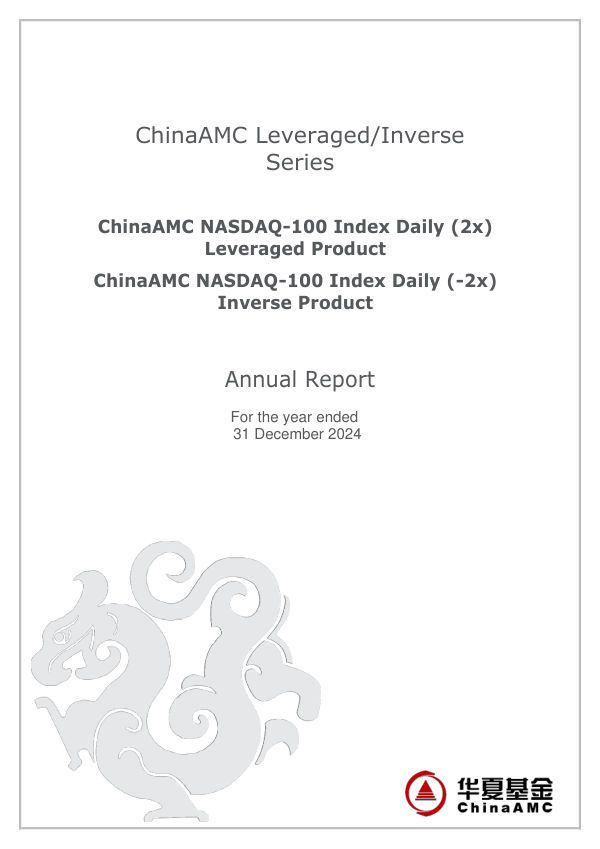 ChinaAMC Leveraged/Inverse
Series
ChinaAMC NASDAQ-100 Index Daily (2x)
Leveraged Product
ChinaAMC NASDAQ-100 Index Daily (-2x)
Inverse Product
Annual Report
For the year ended
31 December 2024
华夏基金
ChinaAMC